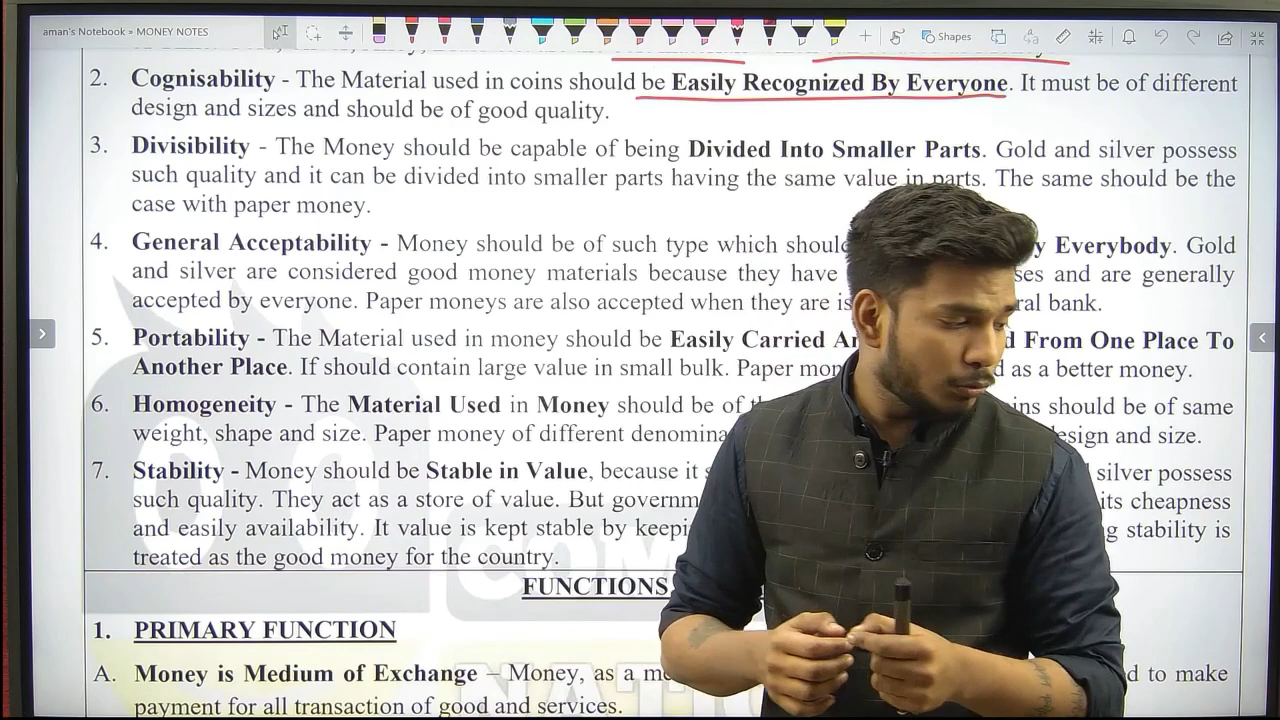 aman's Notebook » MONEY NOTES
Shapes
2. Cognisability - The Material used in coins should be Easily Recognized By Everyone. It must be of different
design and sizes and should be of good quality.
3. Divisibility - The Money should be capable of being Divided Into Smaller Parts. Gold and silver possess
such quality and it can be divided into smaller parts having the same value in parts. The same should be the
case with paper money.
4. General Acceptability - Money should be of such type which Everybody. Gold
and silver are considered good money materials because they have and are generally
accepted by everyone. Paper moneys are also accepted when they are bank.
5. Portability - The Material used in money should be Easily Carried From One Place To
Another Place. If should contain large value in small bulk. Paper as a better money.
6. Homogeneity - The Material Used in Money should be of should be of same
weight, shape and size. Paper money of different and size.
7. Stability - Money should be Stable in Value, because it silver possess
such quality. They act as a store of value. But its cheapness
and easily availability. It value is kept stable by stability is
treated as the good money for the country.
FUNCTIONS
1. PRIMARY FUNCTION
A. Money is Medium of Exchange – Money, as a to make
payment for all transaction of good and services.